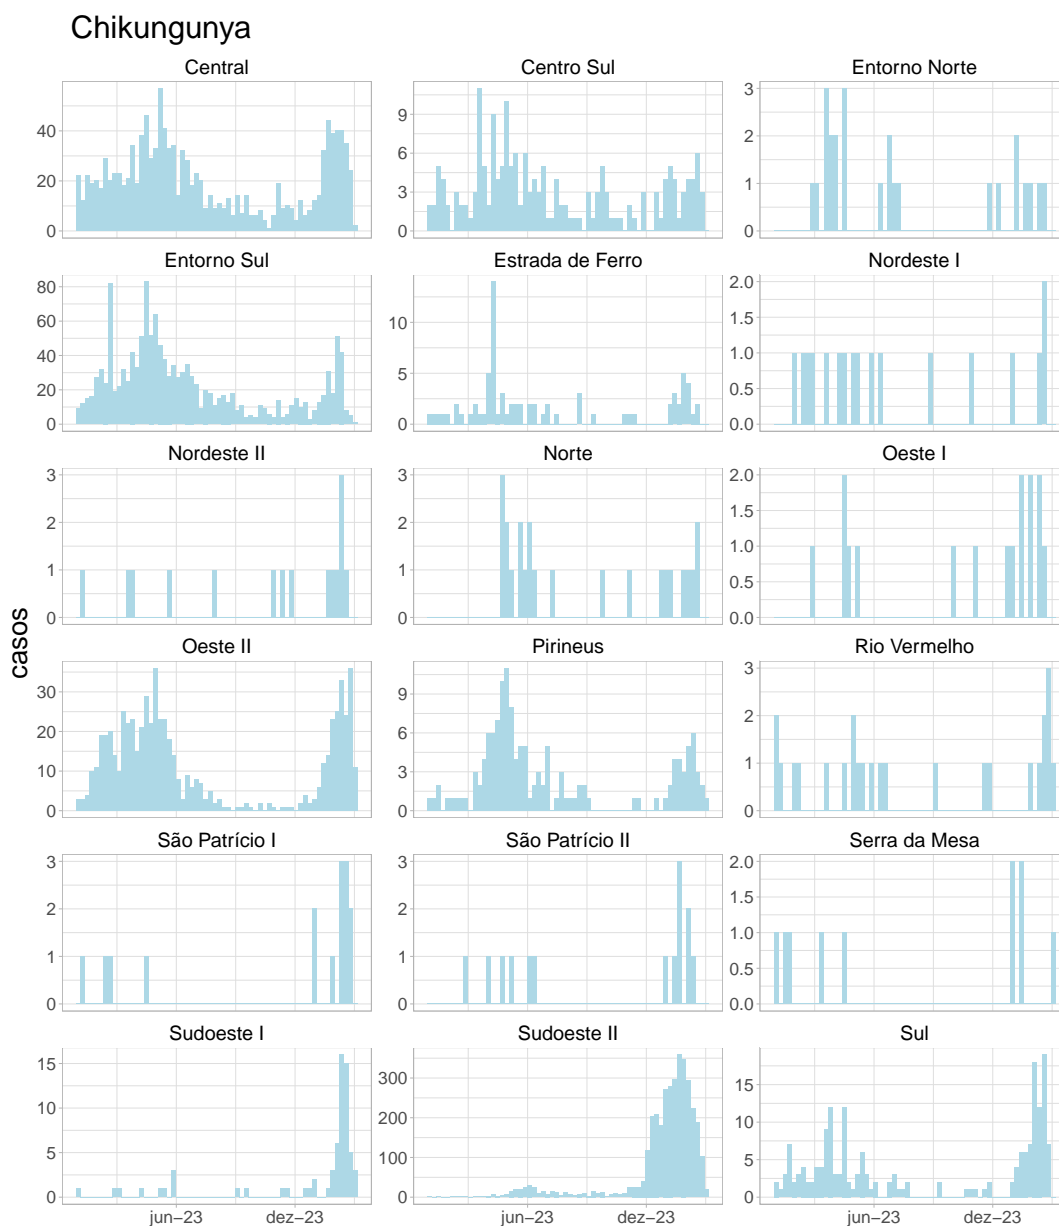 Chikungunya
Central
Centro Sul
Entorno Norte
40
20
0
9
6
3
0
3
2
1
0
Entorno Sul
Estrada de Ferro
Nordeste I
80
60
40
20
0
10
5
0
2.0
1.5
1.0
0.5
0.0
Nordeste II
Norte
Oeste I
3
2
1
0
3
2
1
0
2.0
1.5
1.0
0.5
0.0
casos
Oeste II
Pirineus
Rio Vermelho
30
20
10
0
9
6
3
0
3
2
1
0
São Patrício I
São Patrício II
Serra da Mesa
3
2
1
0
3
2
1
0
2.0
1.5
1.0
0.5
0.0
Sudoeste I
Sudoeste II
Sul
15
10
5
0
300
200
100
0
15
10
5
0
jun−23
dez−23
jun−23
dez−23
jun−23
dez−23